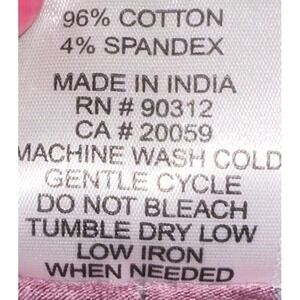 96% COTTON
4% SPANDEX
MADE IN INDIA
RN # 90312
CA # 20059
MACHINE WASH COLD
GENTLE CYCLE
DO NOT BLEACH
TUMBLE DRY LOW
LOW IRON
WHEN NEEDED